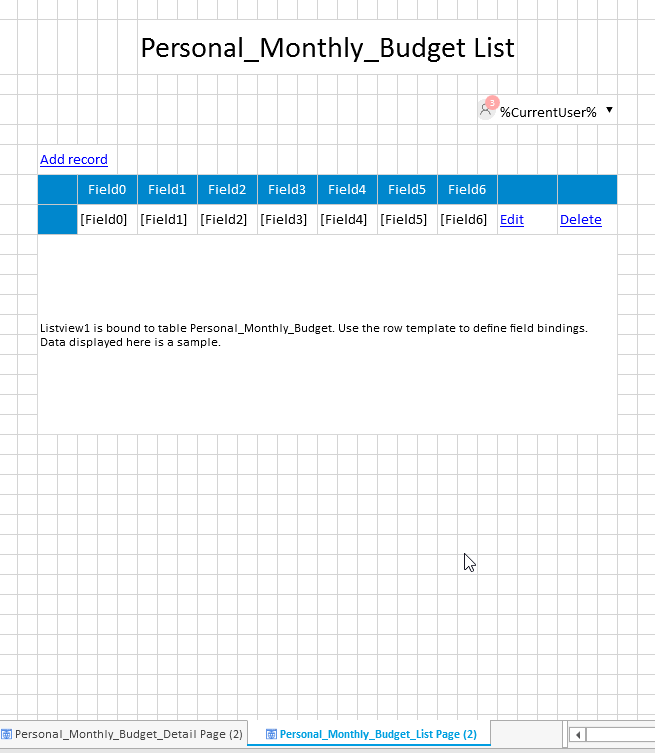 Personal_Monthly_Budget List
3
%CurrentUser%
Add record
Field0 Field1 Field2 Field3 Field4 Field5 Field6
[Field0] [Field1] [Field2] [Field3] [Field4] [Field5] [Field6] Edit Delete
Listview1 is bound to table Personal_Monthly_Budget. Use the row template to define field bindings.
Data displayed here is a sample.
Personal_Monthly_Budget_Detail Page (2) Personal_Monthly_Budget_List Page (2)